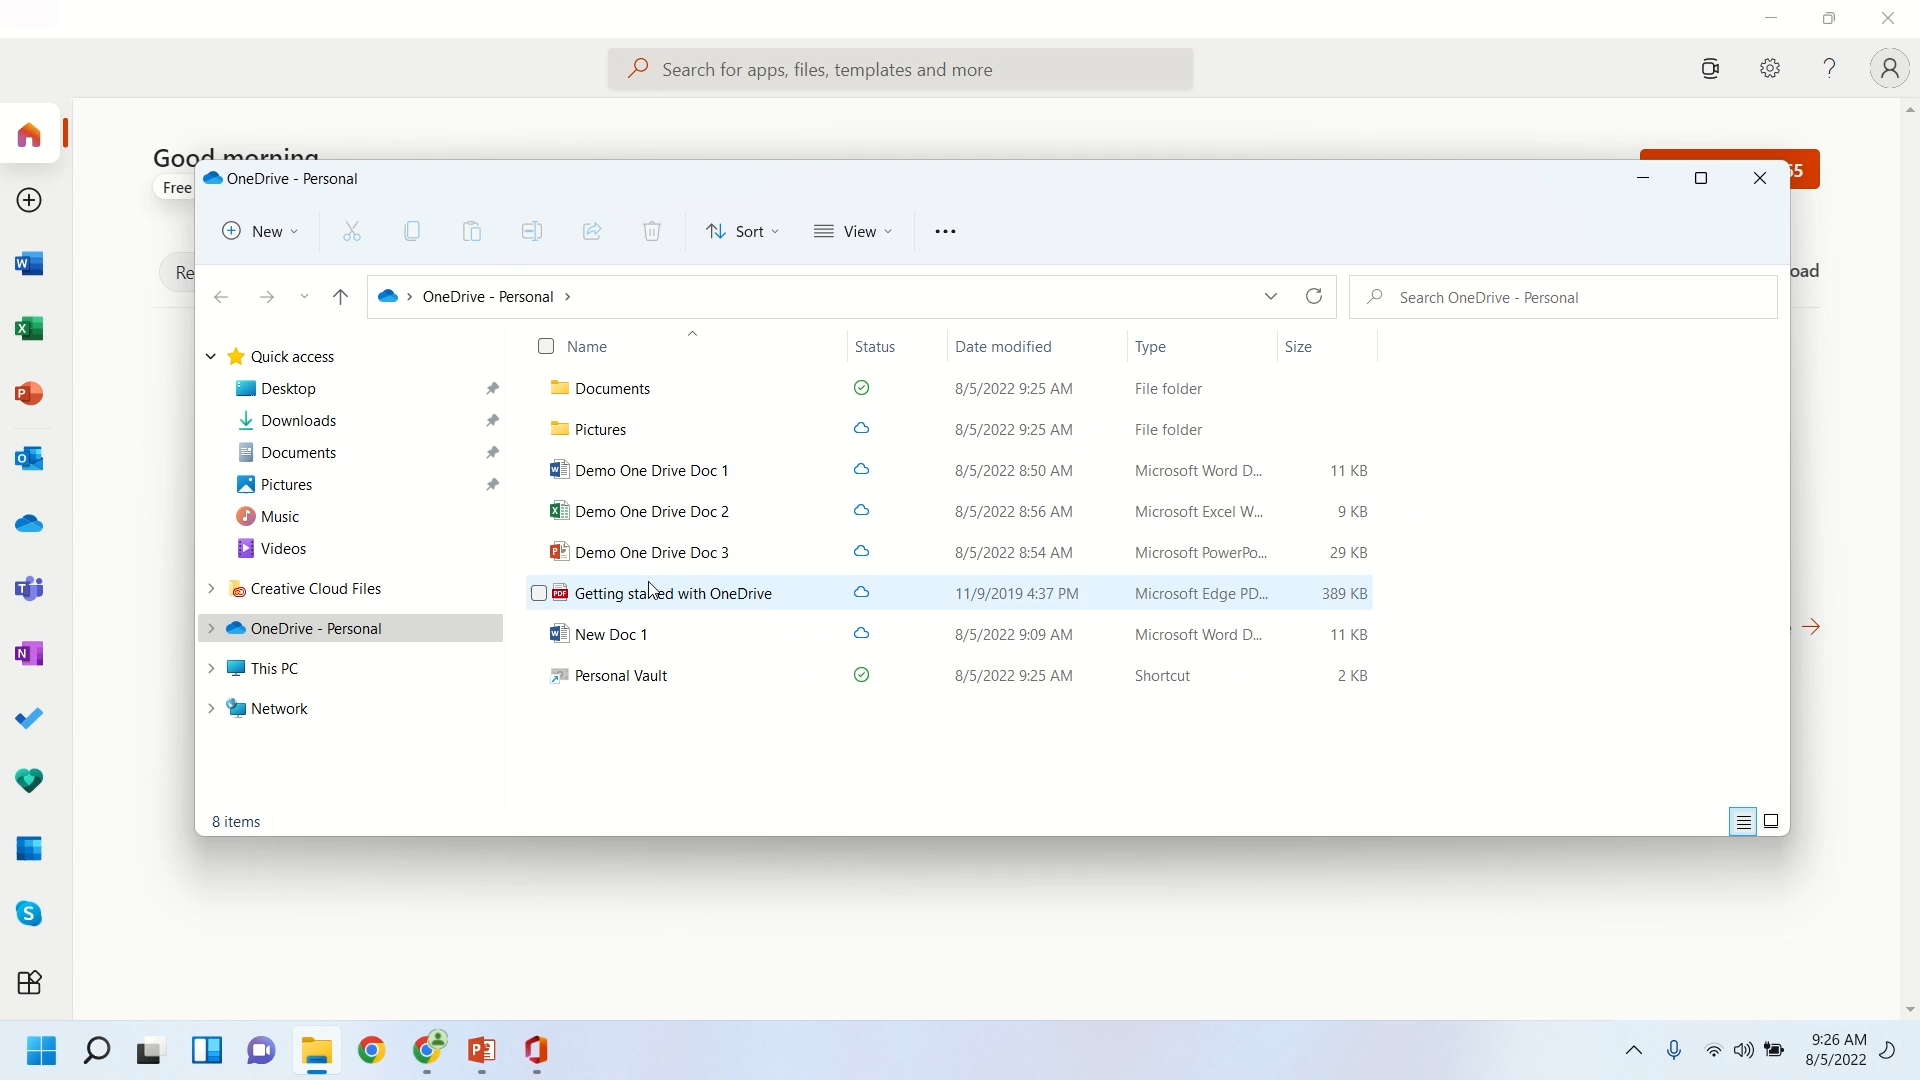 Search for apps, files, templates and more
Good morning
Free
55
Re
oad
OneDrive - Personal
New
Sort
View
OneDrive - Personal
Search OneDrive - Personal
Quick access
Desktop
Downloads
Documents
Pictures
Music
Videos
Creative Cloud Files
OneDrive - Personal
This PC
Network
Name Status Date modified Type Size
Documents 8/5/2022 9:25 AM File folder
Pictures 8/5/2022 9:25 AM File folder
Demo One Drive Doc 1 8/5/2022 8:50 AM Microsoft Word D... 11 KB
Demo One Drive Doc 2 8/5/2022 8:56 AM Microsoft Excel W... 9 KB
Demo One Drive Doc 3 8/5/2022 8:54 AM Microsoft PowerPo... 29 KB
Getting started with OneDrive 11/9/2019 4:37 PM Microsoft Edge PD... 389 KB
New Doc 1 8/5/2022 9:09 AM Microsoft Word D... 11 KB
Personal Vault 8/5/2022 9:25 AM Shortcut 2 KB
8 items
9:26 AM
8/5/2022